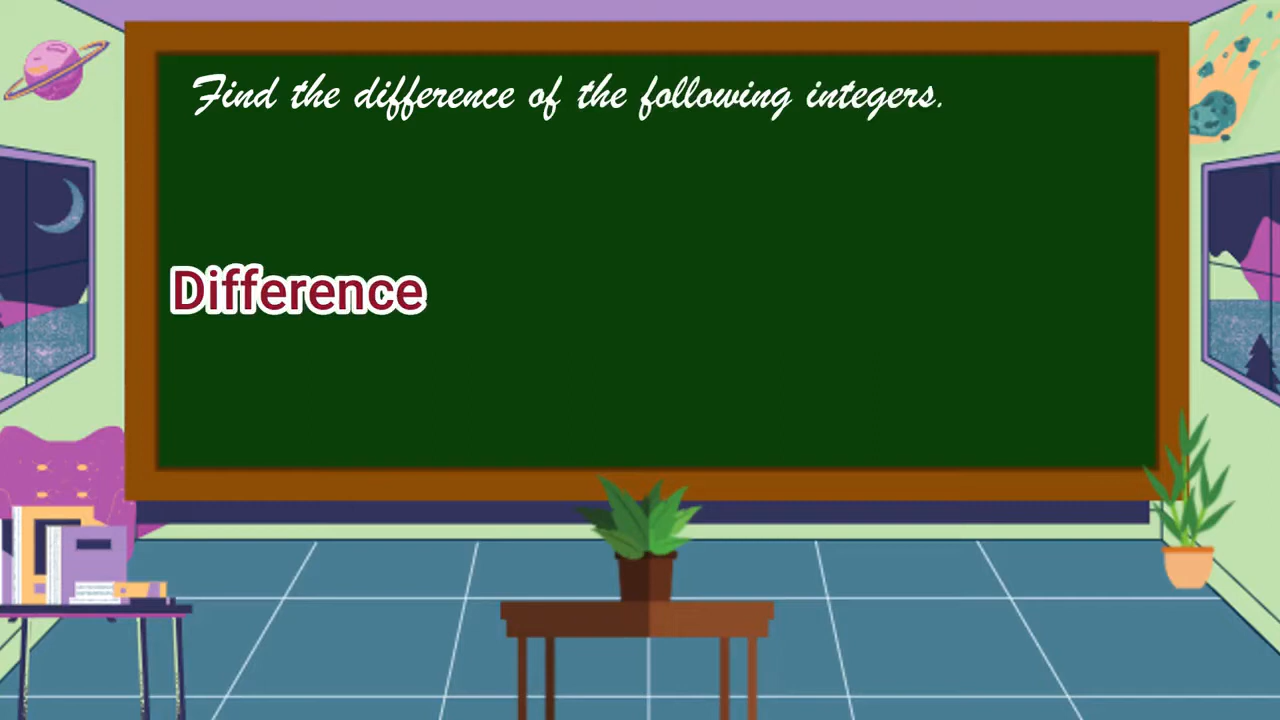 Find the difference of the following integers.
Difference